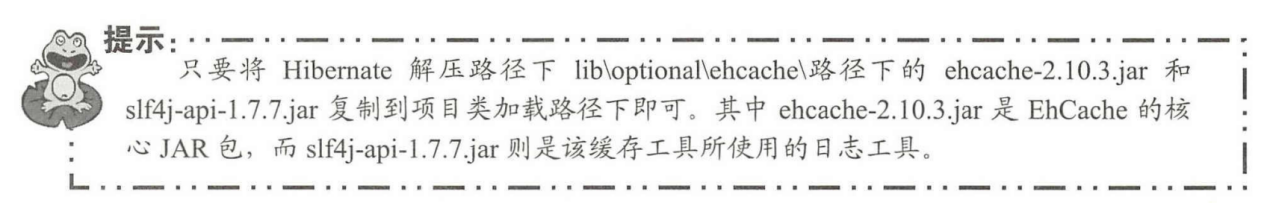 提示:
只要将 Hibernate 解压路径下 lib\optional\ehcache\路径下的 ehcache-2.10.3.jar 和
slf4j-api-1.7.7.jar 复制到项目类加载路径下即可。其中 ehcache-2.10.3.jar 是 EhCache 的核
心 JAR 包，而 slf4j-api-1.7.7.jar 则是该缓存工具所使用的日志工具。